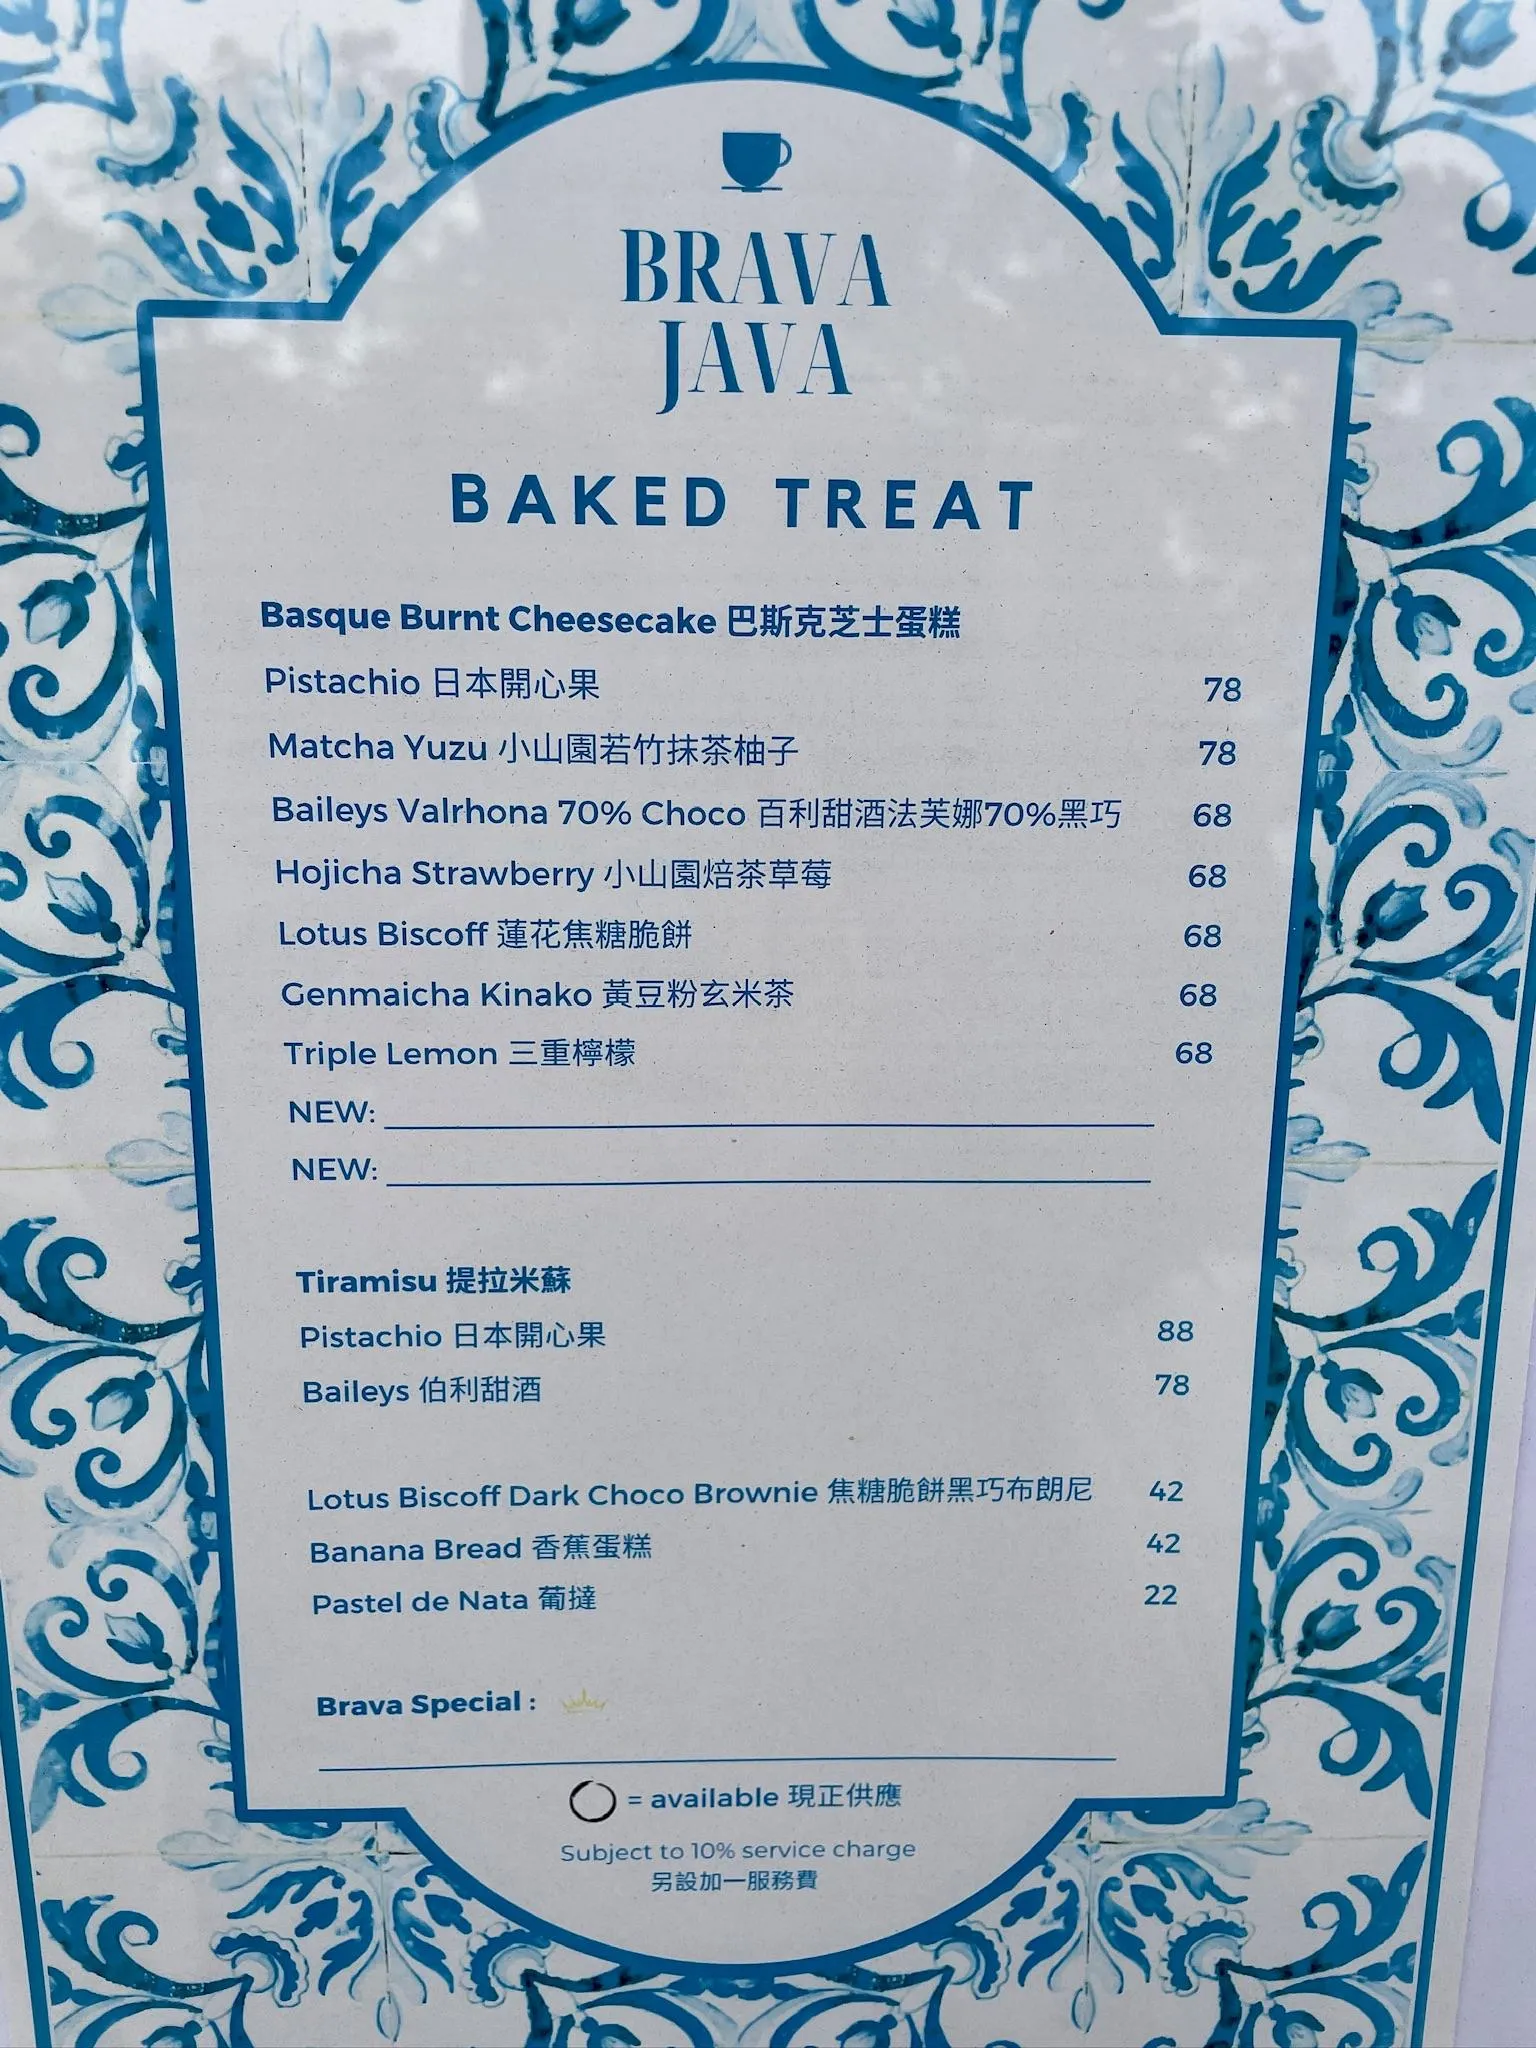 BRAVA
JAVA
BAKED TREAT
Basque Burnt Cheesecake 巴斯克芝士蛋糕
Pistachio 日本開心果 78
Matcha Yuzu 小山園若竹抹茶柚子 78
Baileys Valrhona 70% Choco 百利甜酒法芙娜70%黑巧 68
Hojicha Strawberry 小山園焙茶草莓 68
Lotus Biscoff 蓮花焦糖脆餅 68
Genmaicha Kinako 黃豆粉玄米茶 68
Triple Lemon 三重檸檬 68
NEW:
NEW:
Tiramisu 提拉米蘇
Pistachio 日本開心果 88
Baileys 伯利甜酒 78
Lotus Biscoff Dark Choco Brownie 焦糖脆餅黑巧布朗尼 42
Banana Bread 香蕉蛋糕 42
Pastel de Nata 葡撻 22
Brava Special :
= available 現正供應
Subject to 10% service charge
另設加一服務費